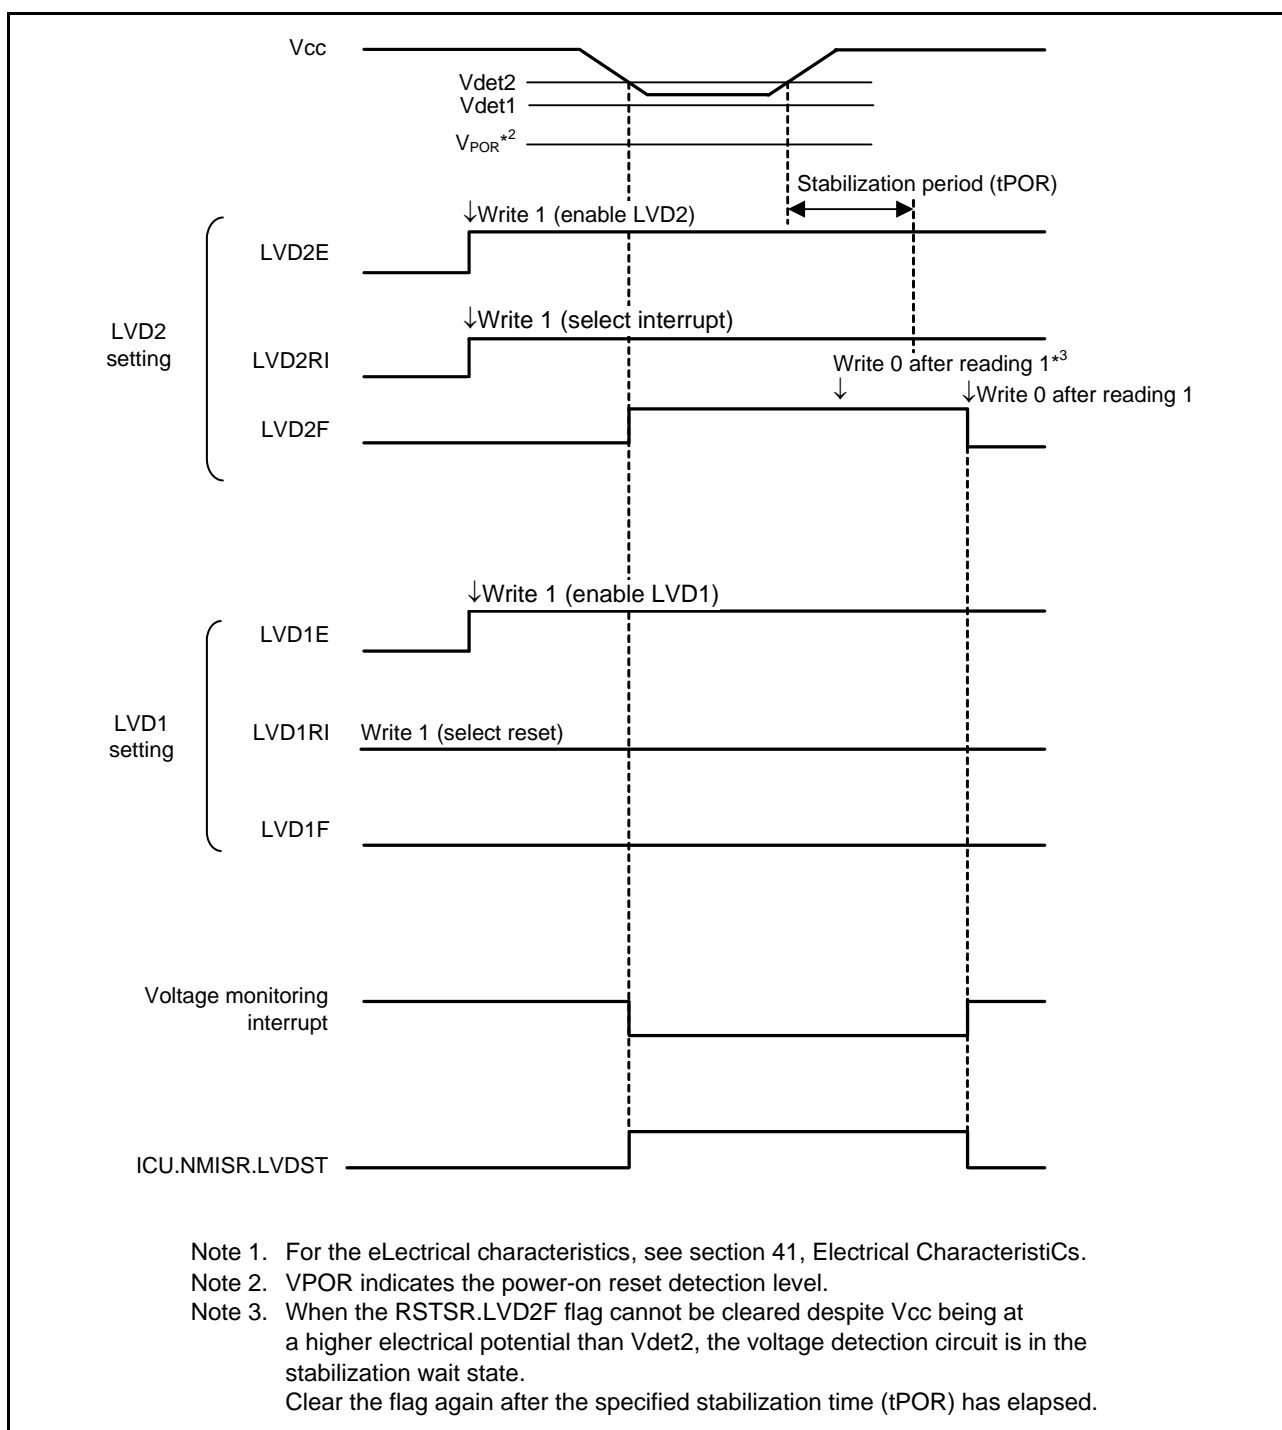 Vcc
Vdet2
Vdet1
VPOR*2
Stabilization period (tPOR)
↓Write 1 (enable LVD2)
LVD2E
↓Write 1 (select interrupt)
LVD2 setting
LVD2RI
Write 0 after reading 1*3
↓
↓Write 0 after reading 1
LVD2F
↓Write 1 (enable LVD1)
LVD1E
LVD1 setting
LVD1RI
Write 1 (select reset)
LVD1F
Voltage monitoring
interrupt
ICU.NMISR.LVDST
Note 1. For the eLectrical characteristics, see section 41, Electrical CharacteristiCs.
Note 2. VPOR indicates the power-on reset detection level.
Note 3. When the RSTSR.LVD2F flag cannot be cleared despite Vcc being at
a higher electrical potential than Vdet2, the voltage detection circuit is in the
stabilization wait state.
Clear the flag again after the specified stabilization time (tPOR) has elapsed.